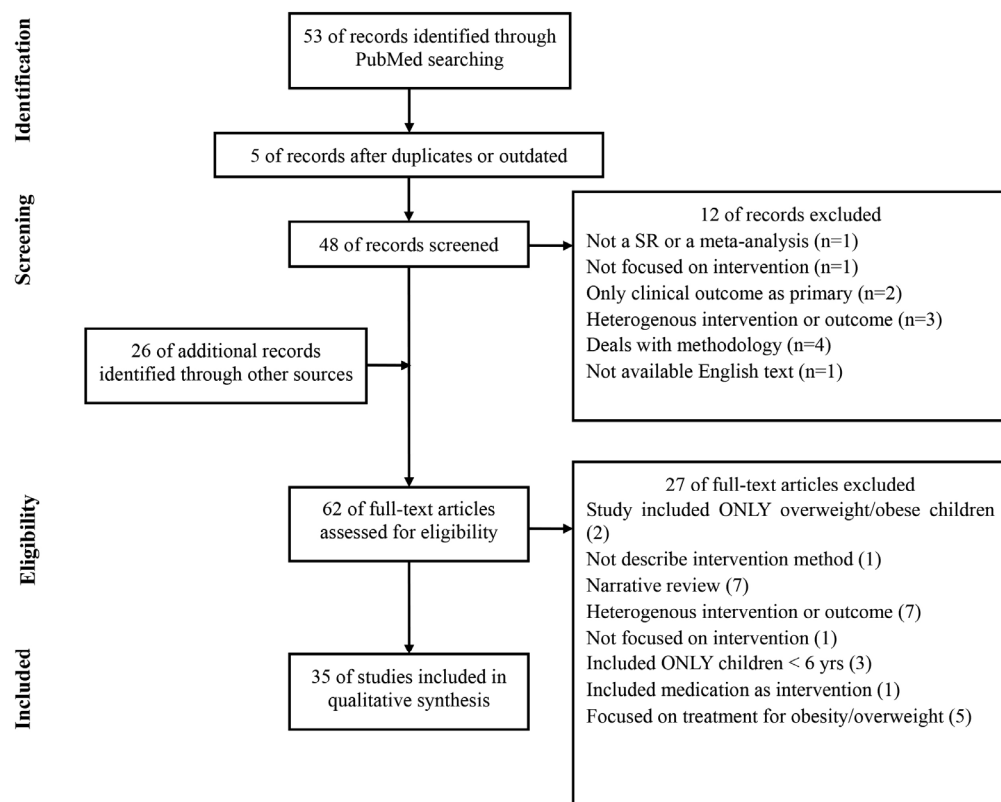 Identification
53 of records identified through
PubMed searching
5 of records after duplicates or outdated
Screening
48 of records screened
12 of records excluded
Not a SR or a meta-analysis (n=1)
Not focused on intervention (n=1)
Only clinical outcome as primary (n=2)
Heterogenous intervention or outcome (n=3)
Deals with methodology (n=4)
Not available English text (n=1)
26 of additional records
identified through other sources
Eligibility
62 of full-text articles
assessed for eligibility
27 of full-text articles excluded
Study included ONLY overweight/obese children
(2)
Not describe intervention method (1)
Narrative review (7)
Heterogenous intervention or outcome (7)
Not focused on intervention (1)
Included ONLY children < 6 yrs (3)
Included medication as intervention (1)
Focused on treatment for obesity/overweight (5)
Included
35 of studies included in
qualitative synthesis